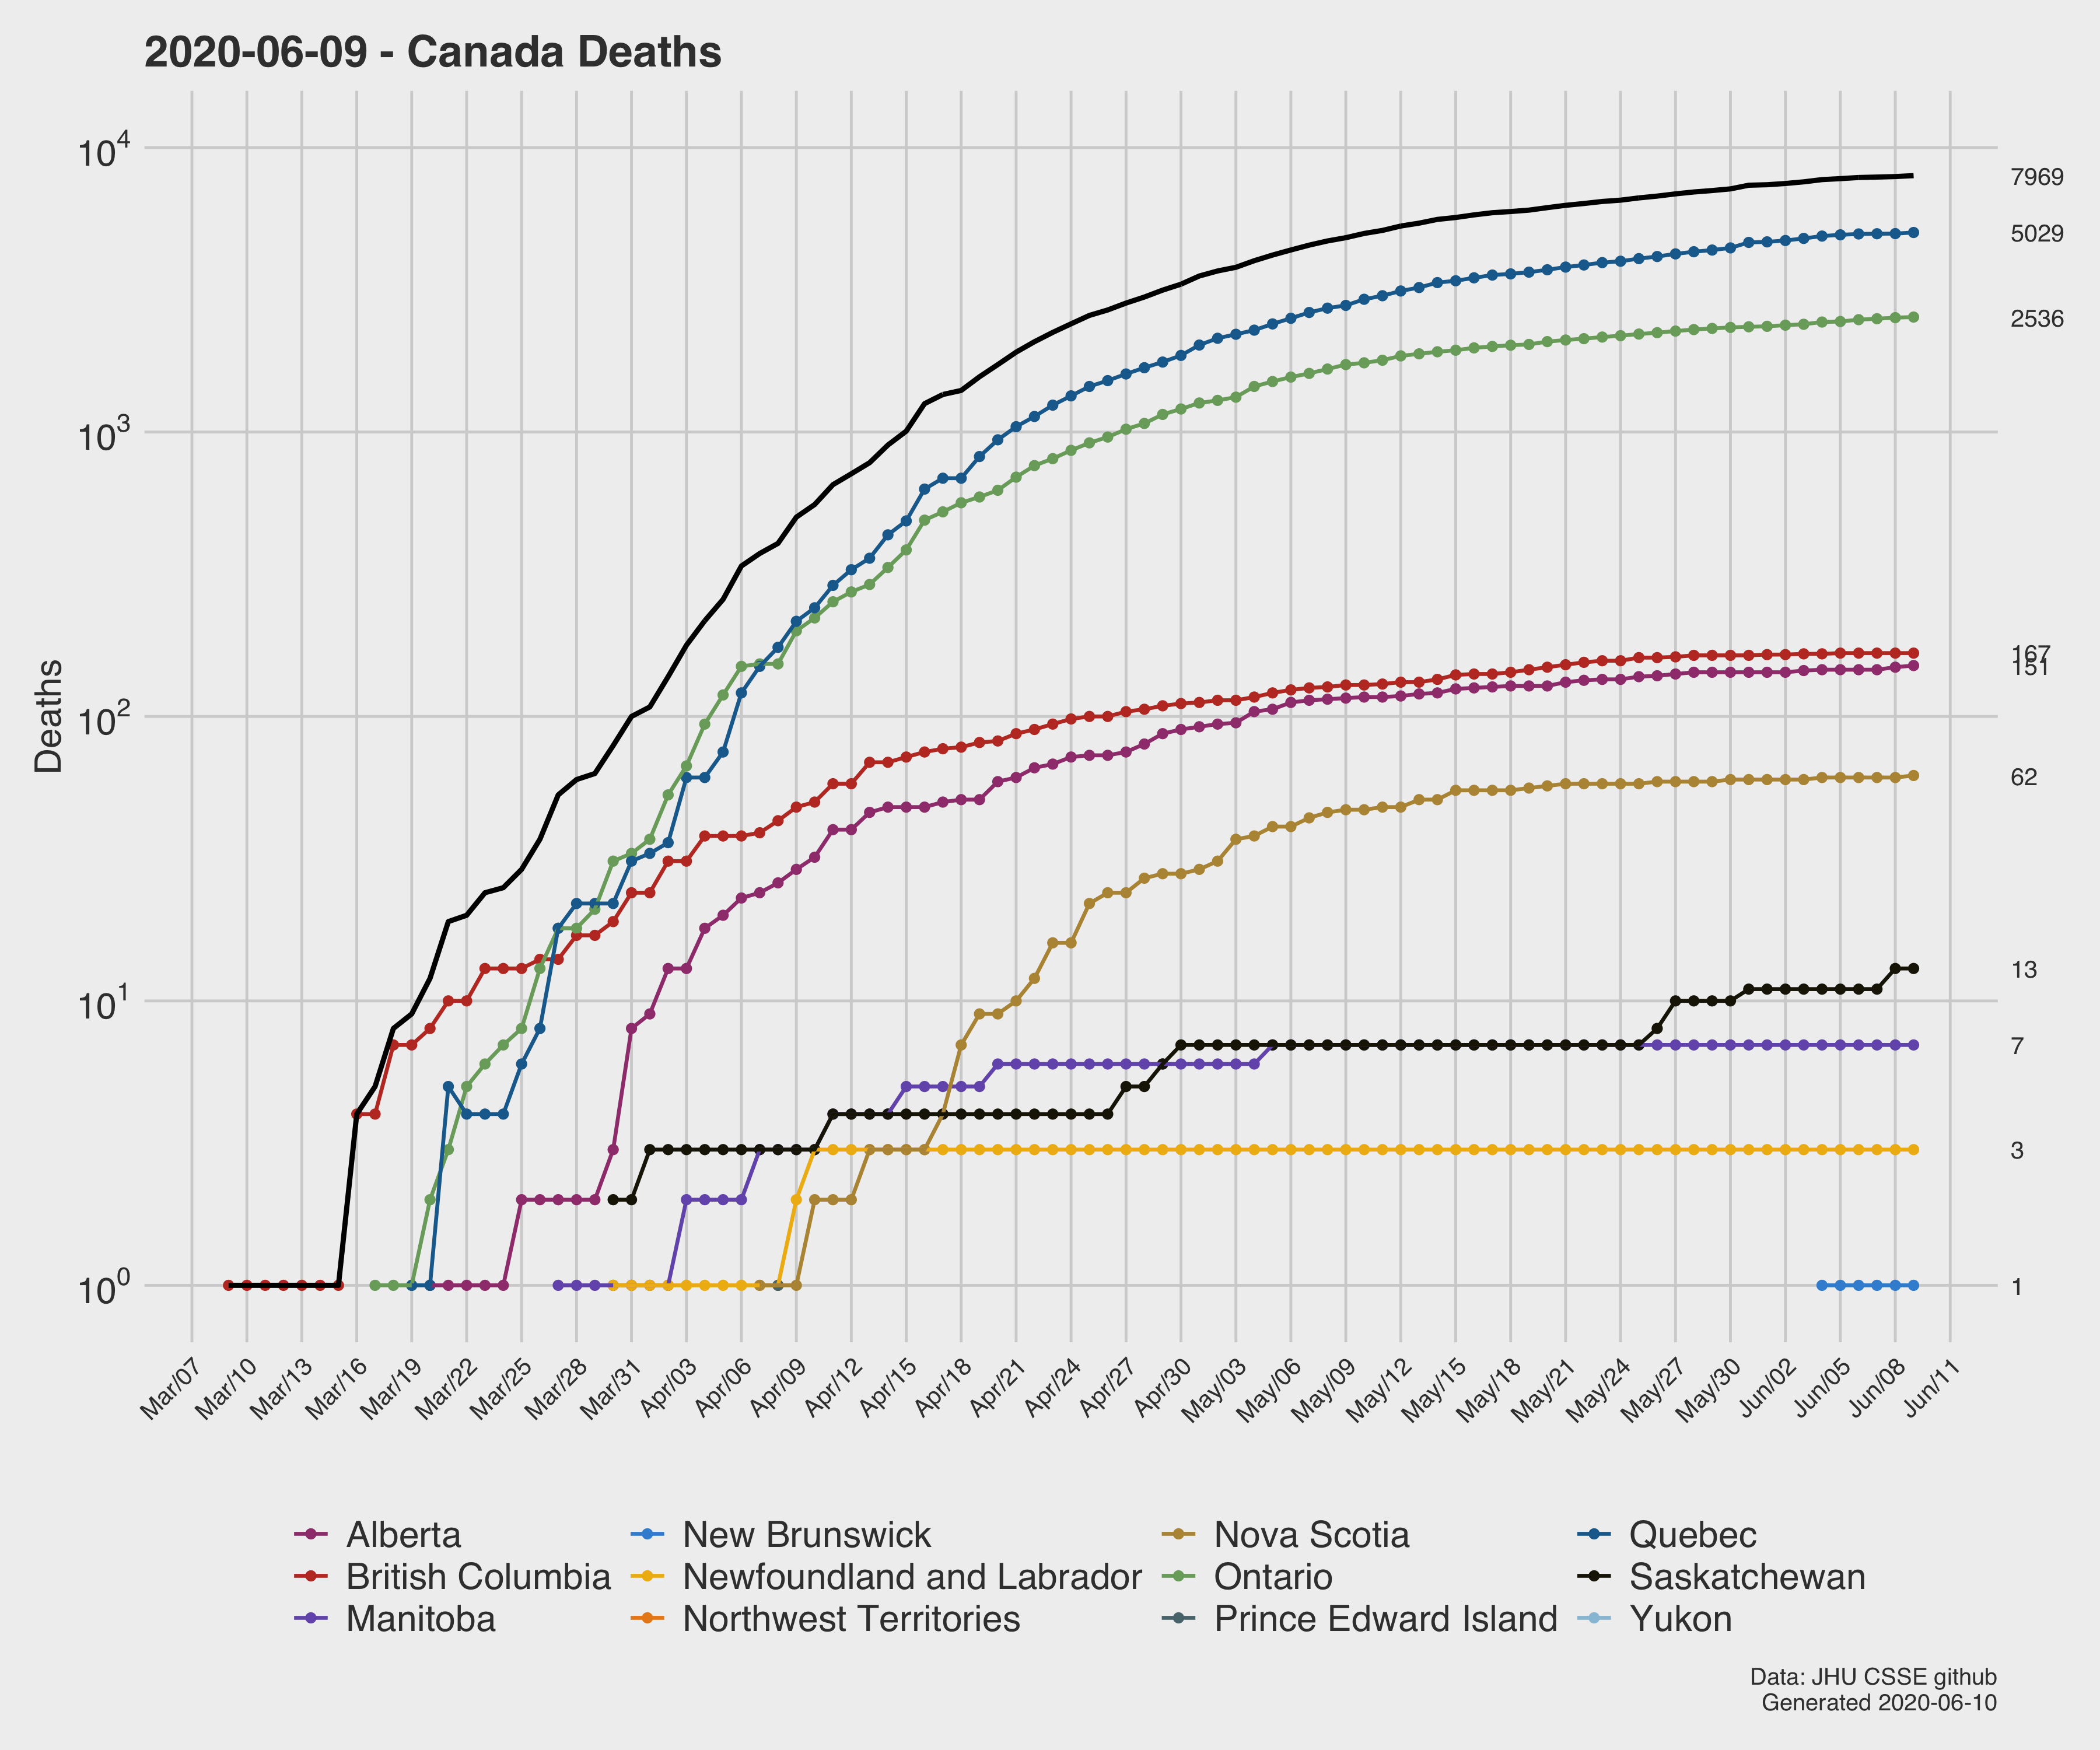 2020-06-09 - Canada Deaths
10^4
10^3
10^2
10^1
10^0
Deaths
7969
5029
2536
167
151
62
13
7
3
1
Mar/07 Mar/10 Mar/13 Mar/16 Mar/19 Mar/22 Mar/25 Mar/28 Mar/31 Apr/03 Apr/06 Apr/09 Apr/12 Apr/15 Apr/18 Apr/21 Apr/24 Apr/27 Apr/30 May/03 May/06 May/09 May/12 May/15 May/18 May/21 May/24 May/27 May/30 Jun/02 Jun/05 Jun/08 Jun/11
Alberta New Brunswick Nova Scotia Quebec
British Columbia Newfoundland and Labrador Ontario Saskatchewan
Manitoba Northwest Territories Prince Edward Island Yukon
Data: JHU CSSE github
Generated 2020-06-10